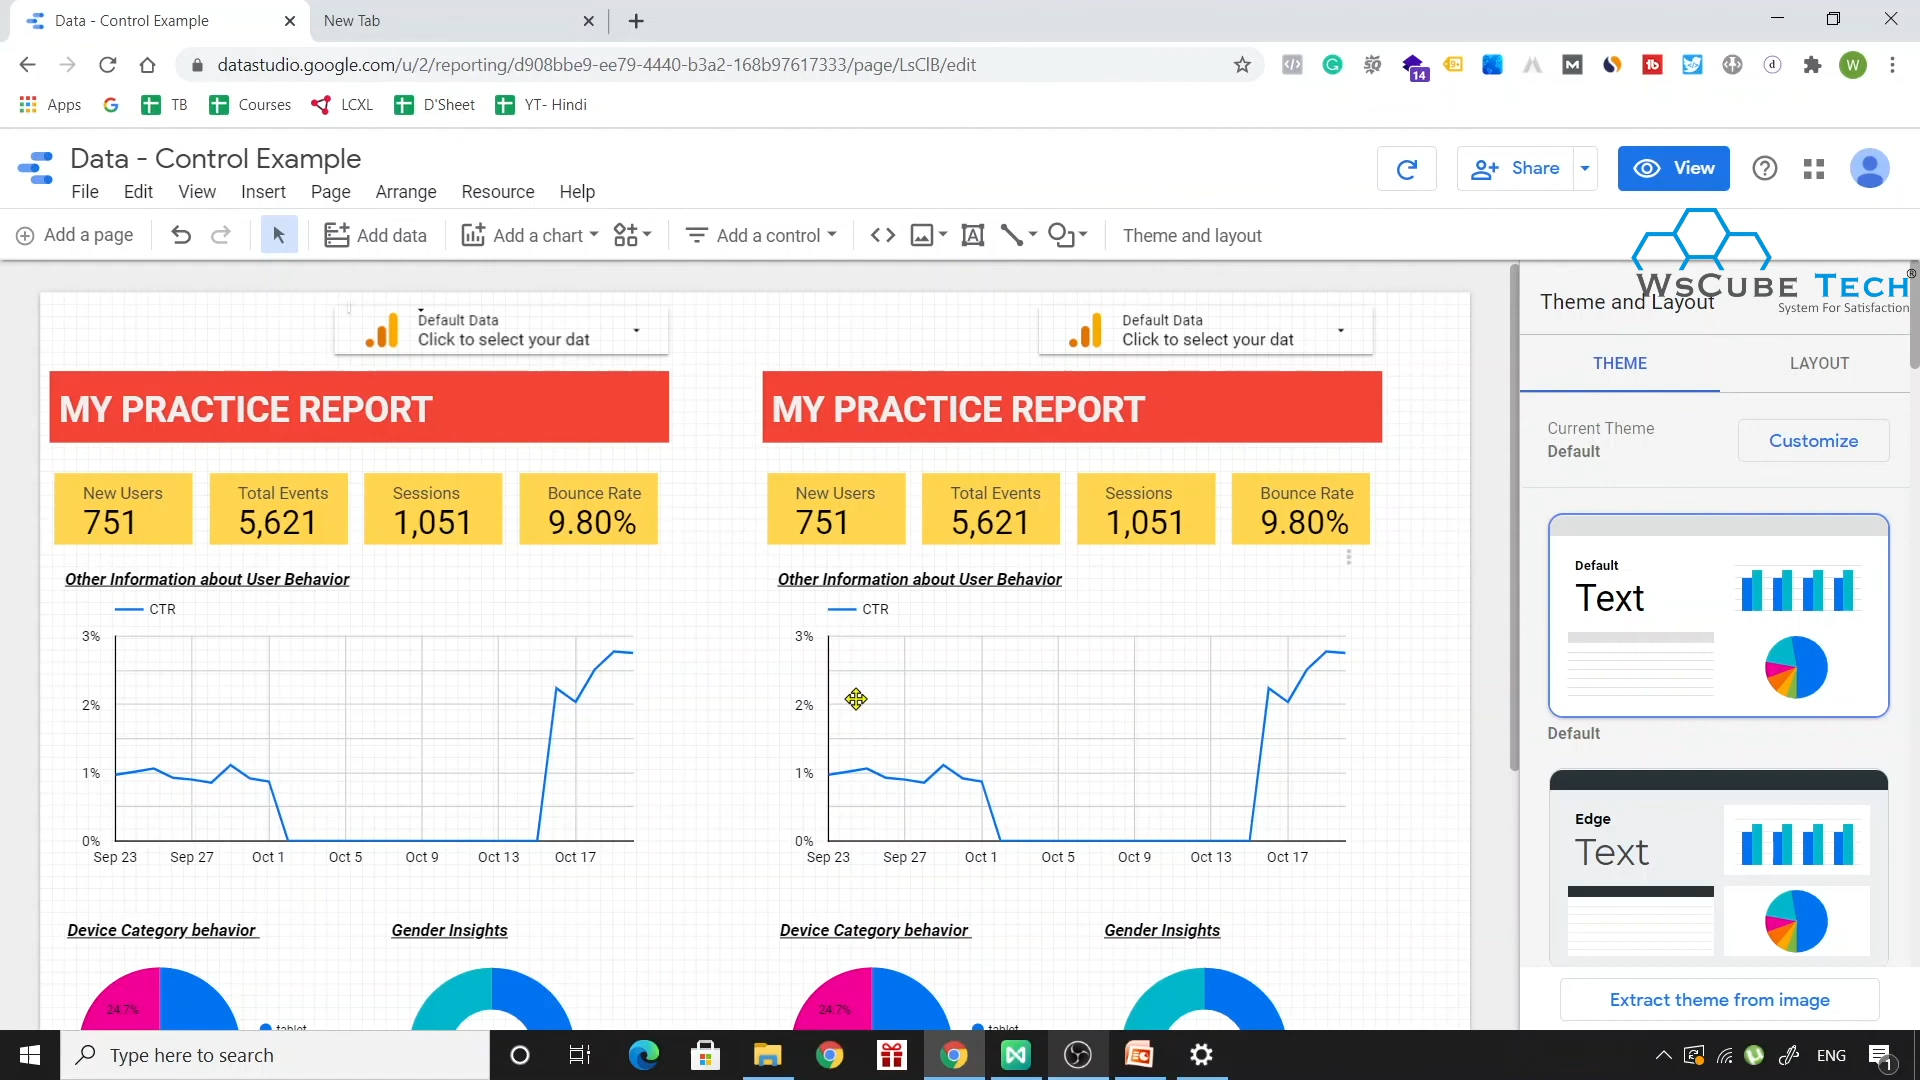 Data - Control Example
New Tab
datastudio.google.com/u/2/reporting/d908bbe9-ee79-4440-b3a2-168b97617333/page/LsClB/edit
14
W
Apps
TB
Courses
LCXL
D'Sheet
YT- Hindi
Data - Control Example
File Edit View Insert Page Arrange Resource Help
Share
View
Add a page
Add data
Add a chart
Add a control
Theme and layout
WSCUBE TECH®
System For Satisfaction
Theme and Layout
THEME LAYOUT
Current Theme
Default
Customize
Default
Text
Default
Edge
Text
Extract theme from image
Default Data
Click to select your dat
MY PRACTICE REPORT
New Users
751
Total Events
5,621
Sessions
1,051
Bounce Rate
9.80%
Other Information about User Behavior
CTR
3%
2%
1%
0%
Sep 23 Sep 27 Oct 1 Oct 5 Oct 9 Oct 13 Oct 17
Device Category behavior
Gender Insights
24.7%
tablet
Default Data
Click to select your dat
MY PRACTICE REPORT
New Users
751
Total Events
5,621
Sessions
1,051
Bounce Rate
9.80%
Other Information about User Behavior
CTR
3%
2%
1%
0%
Sep 23 Sep 27 Oct 1 Oct 5 Oct 9 Oct 13 Oct 17
Device Category behavior
Gender Insights
24.7%
tablet
Type here to search
ENG
1